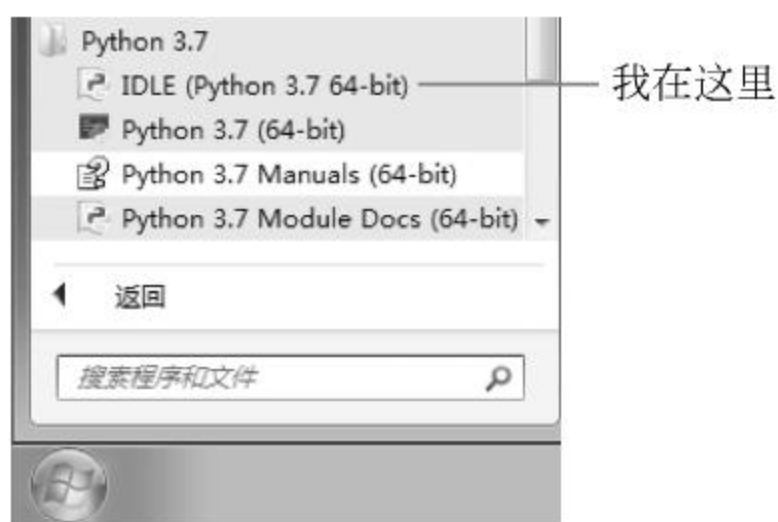 Python 3.7
IDLE (Python 3.7 64-bit)
我在这里
Python 3.7 (64-bit)
Python 3.7 Manuals (64-bit)
Python 3.7 Module Docs (64-bit)
返回
搜索程序和文件